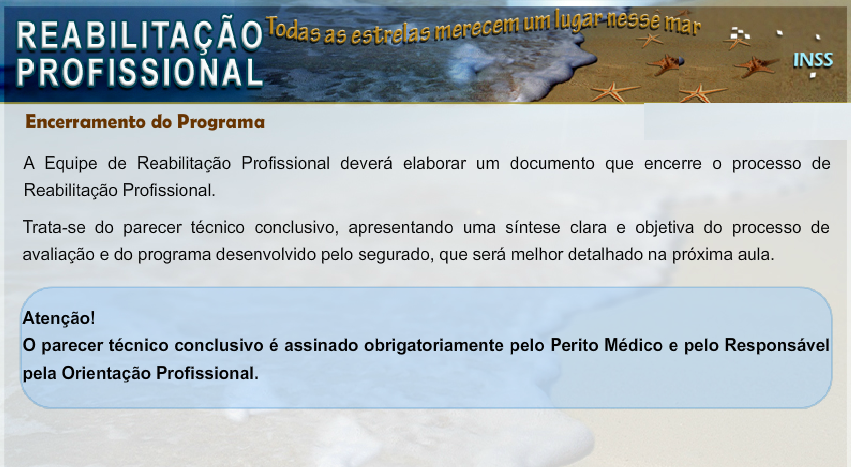 REABILITAÇÃO
PROFISSIONAL
Todas as estrelas merecem um lugar nesse mar
INSS
Encerramento do Programa
A Equipe de Reabilitação Profissional deverá elaborar um documento que encerre o processo de
Reabilitação Profissional.
Trata-se do parecer técnico conclusivo, apresentando uma síntese clara e objetiva do processo de
avaliação e do programa desenvolvido pelo segurado, que será melhor detalhado na próxima aula.
Atenção!
O parecer técnico conclusivo é assinado obrigatoriamente pelo Perito Médico e pelo Responsável
pela Orientação Profissional.